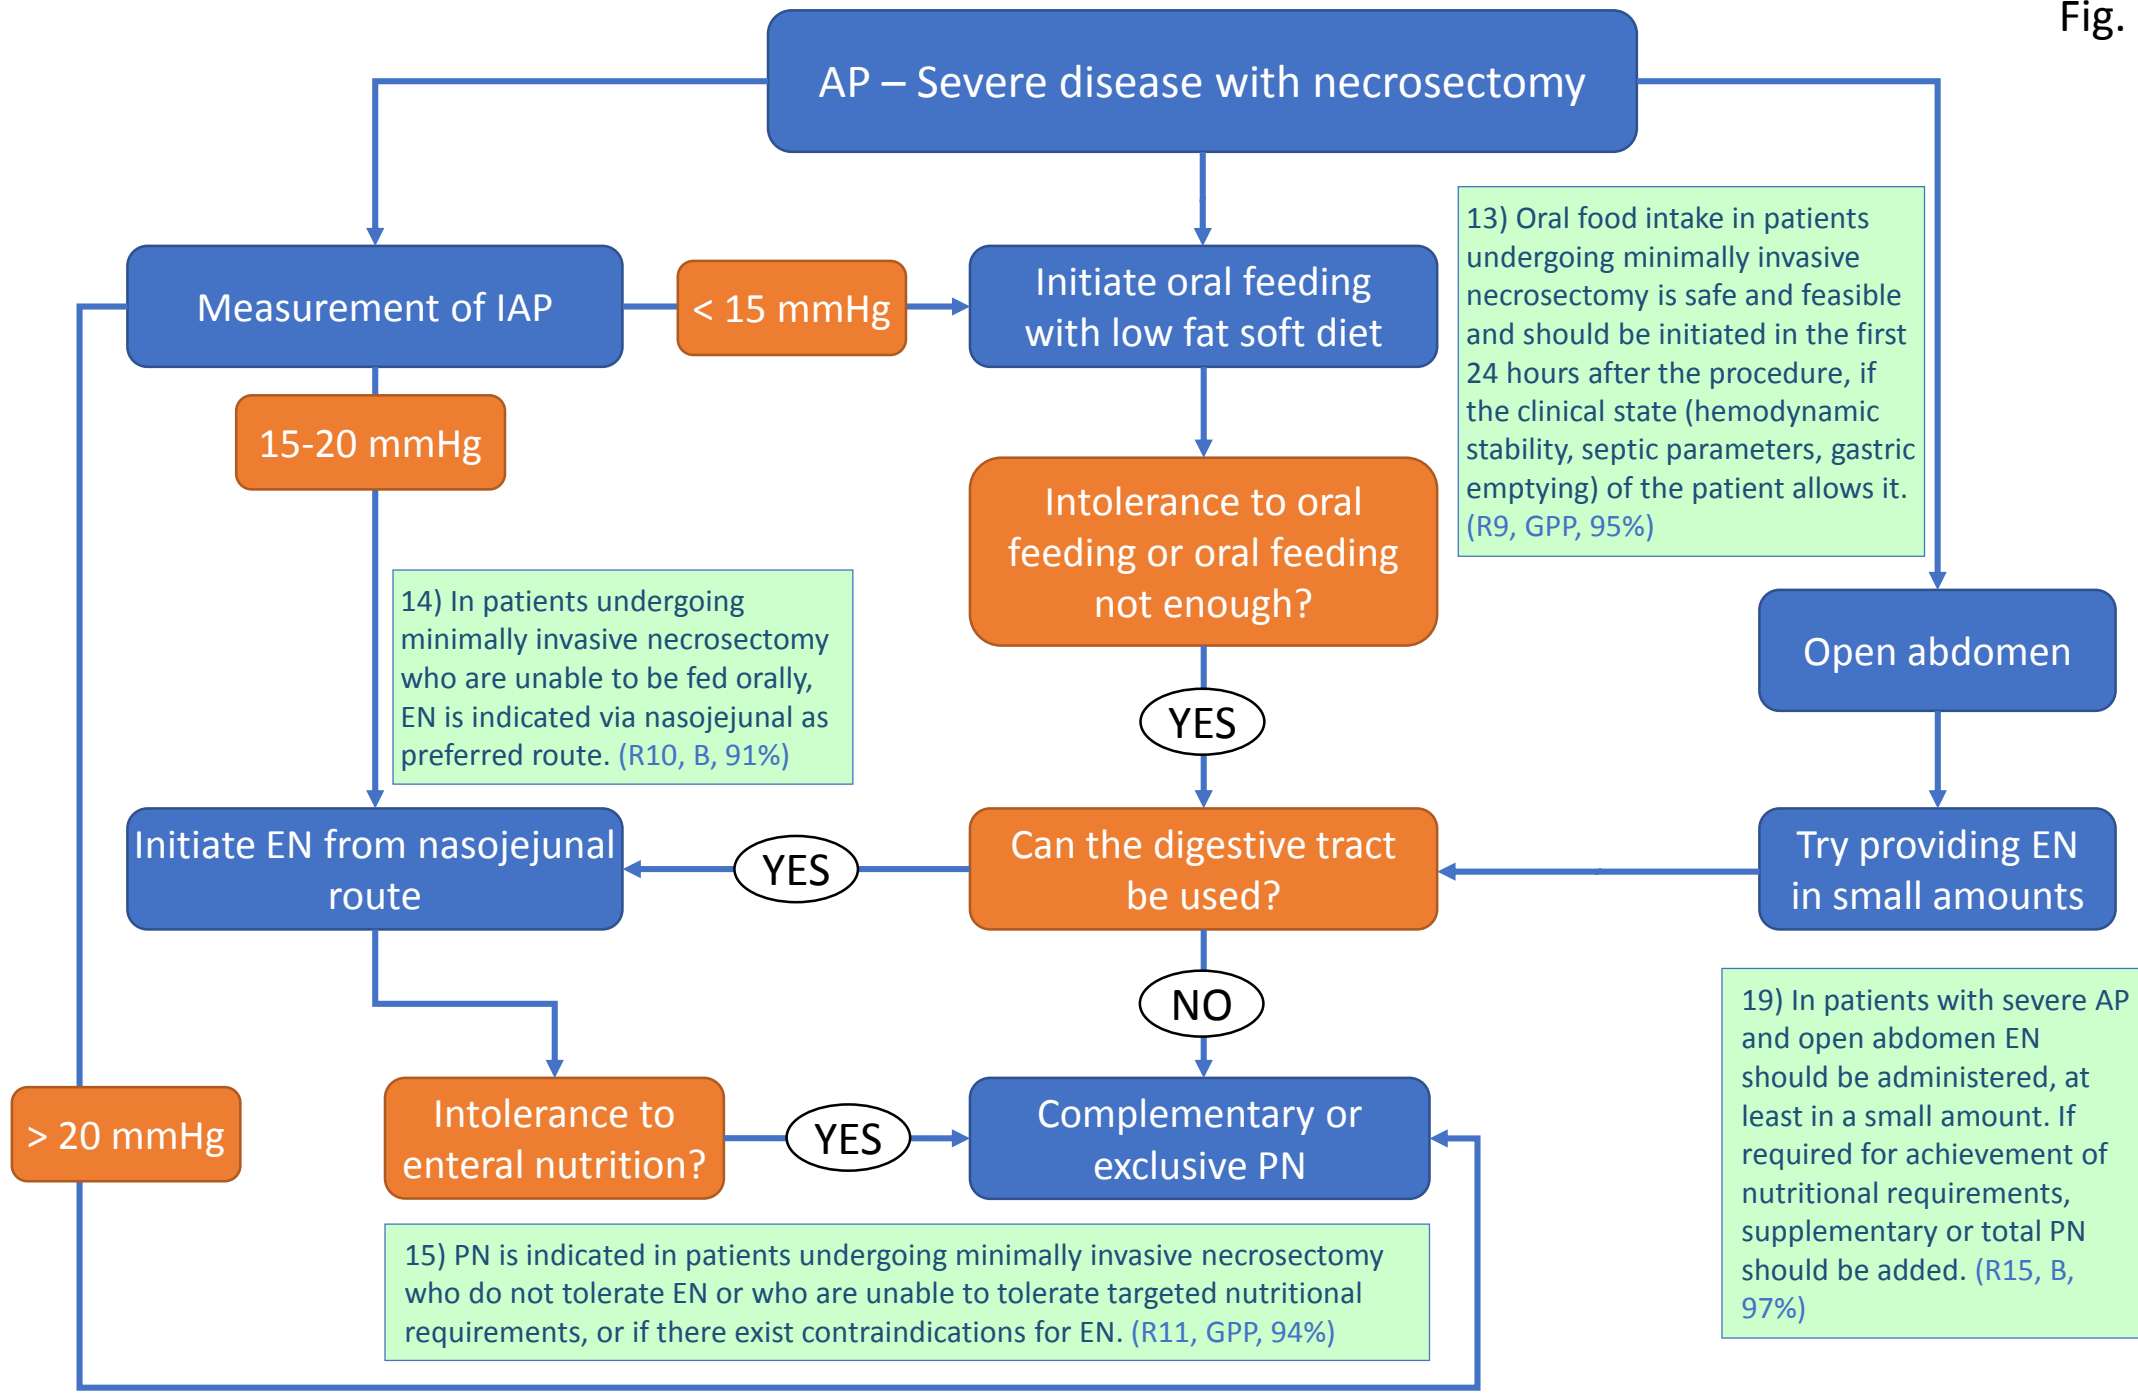 Fig.
AP – Severe disease with necrosectomy
Measurement of IAP
< 15 mmHg
Initiate oral feeding
with low fat soft diet
13) Oral food intake in patients
undergoing minimally invasive
necrosectomy is safe and feasible
and should be initiated in the first
24 hours after the procedure, if
the clinical state (hemodynamic
stability, septic parameters, gastric
emptying) of the patient allows it.
(R9, GPP, 95%)
15-20 mmHg
Intolerance to oral
feeding or oral feeding
not enough?
14) In patients undergoing
minimally invasive necrosectomy
who are unable to be fed orally,
EN is indicated via nasojejunal as
preferred route. (R10, B, 91%)
Open abdomen
YES
Initiate EN from nasojejunal
route
YES
Can the digestive tract
be used?
Try providing EN
in small amounts
NO
19) In patients with severe AP
and open abdomen EN
should be administered, at
least in a small amount. If
required for achievement of
nutritional requirements,
supplementary or total PN
should be added. (R15, B,
97%)
> 20 mmHg
Intolerance to
enteral nutrition?
YES
Complementary or
exclusive PN
15) PN is indicated in patients undergoing minimally invasive necrosectomy
who do not tolerate EN or who are unable to tolerate targeted nutritional
requirements, or if there exist contraindications for EN. (R11, GPP, 94%)